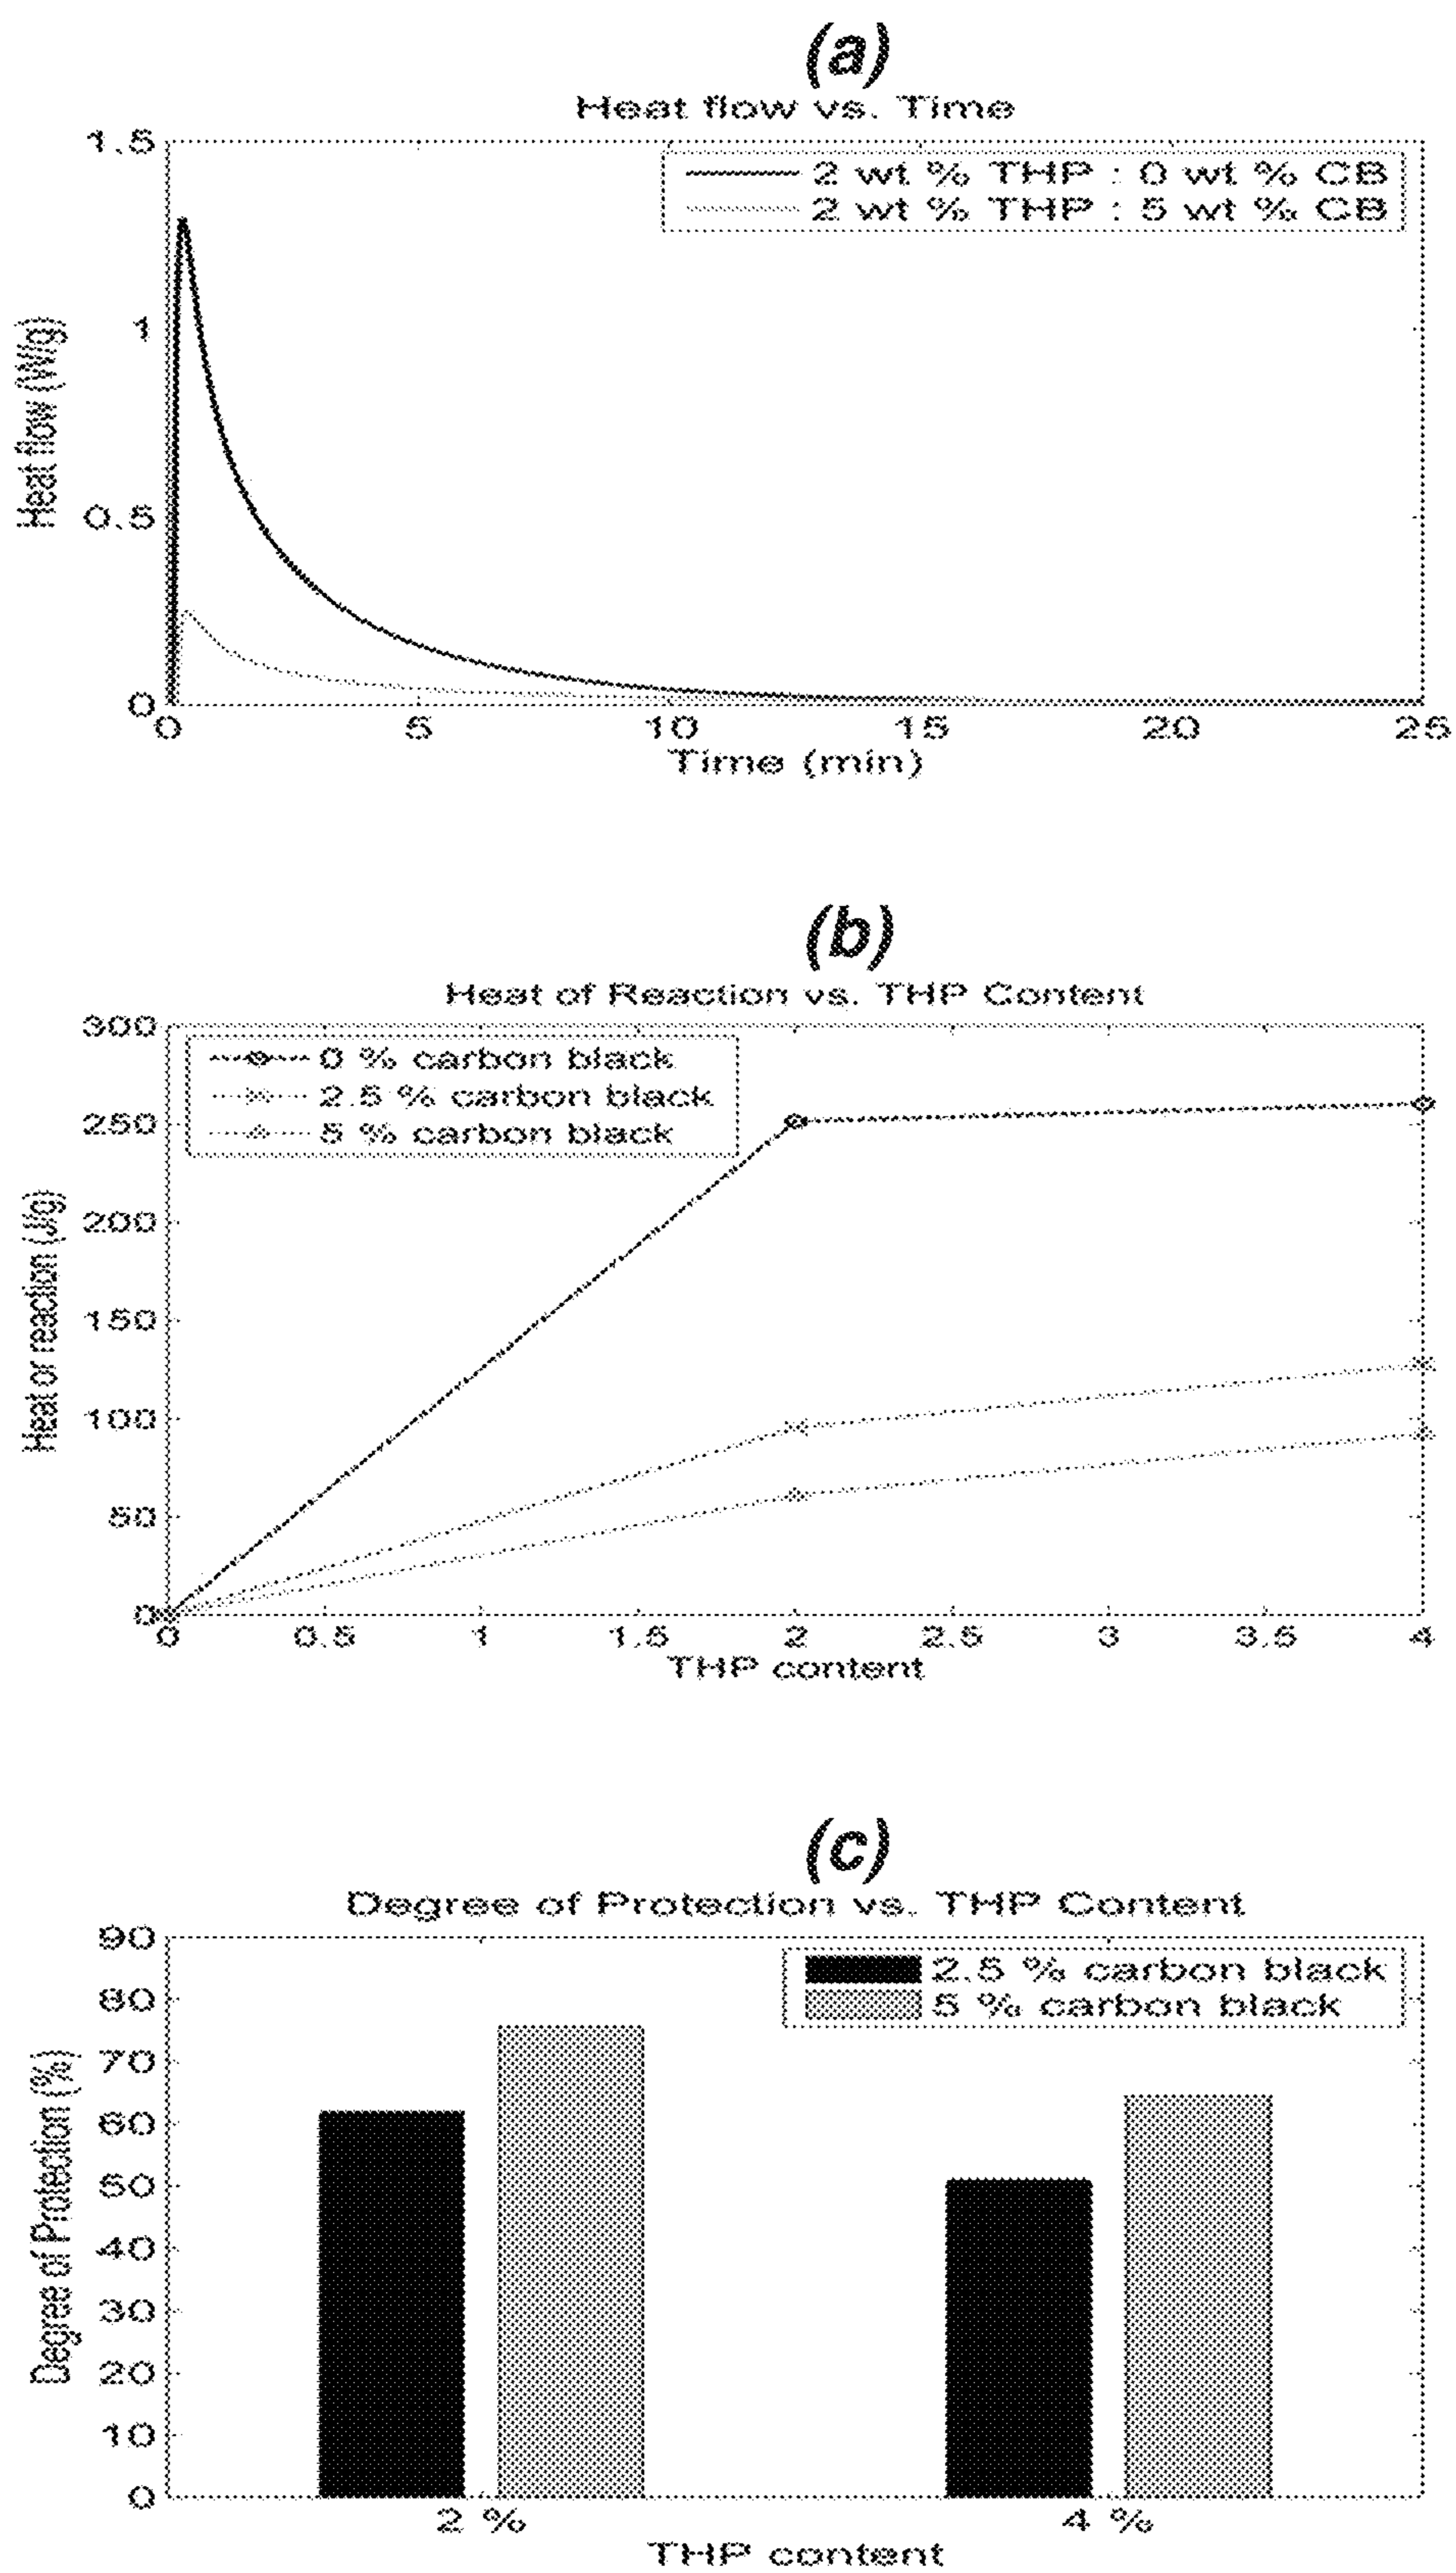 (a)
Heat flow vs. Time
2 wt % THP : 0 wt % CB
2 wt % THP : 5 wt % CB
Heat flow (W/g)
1.5
1
0.5
0
0 5 10 15 20 25
Time (min)
(b)
Heat of Reaction vs. THP Content
0 % carbon black
2.5 % carbon black
5 % carbon black
Heat or reaction (J/g)
300
250
200
150
100
50
0
0 0.5 1 1.5 2 2.5 3 3.5 4
THP content
(c)
Degree of Protection vs. THP Content
2.5 % carbon black
5 % carbon black
Degree of Protection (%)
90
80
70
60
50
40
30
20
10
0
2 % 4 %
THP content